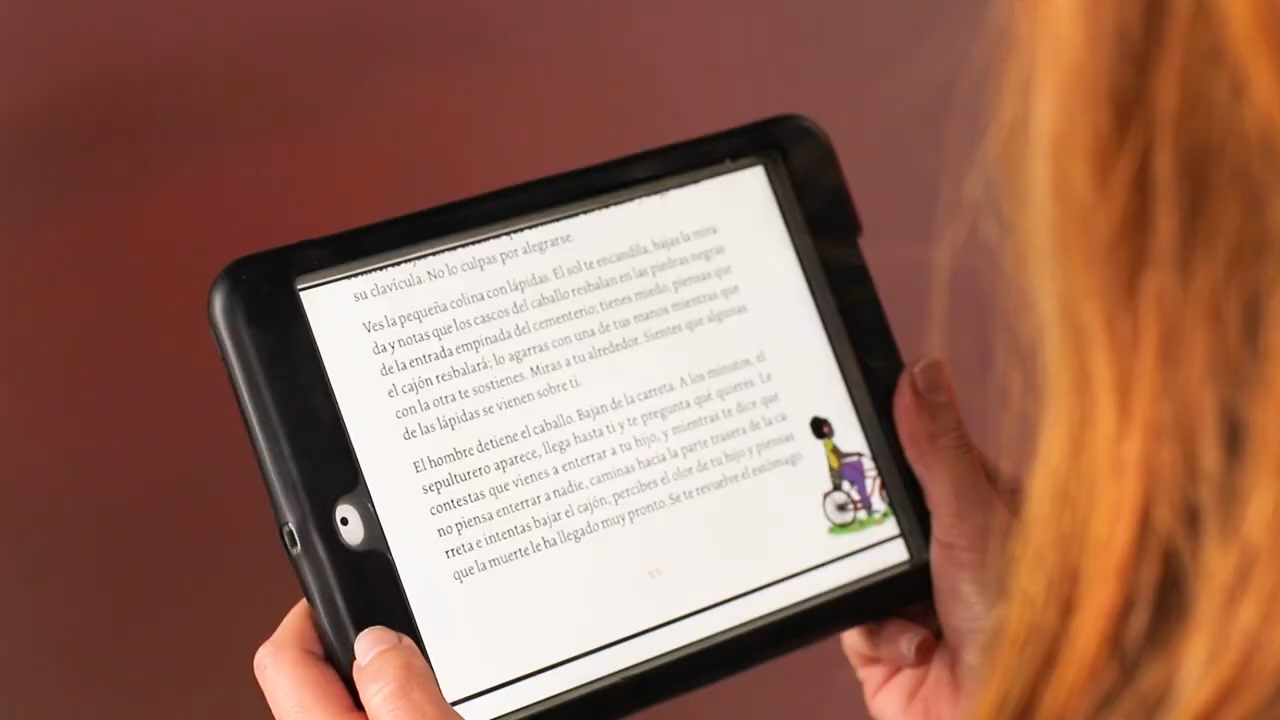 su clavícula. No lo culpas por alegrarse.
Ves la pequeña colina con lápidas. El sol te encandila, bajas la mira-
da y notas que los cascos del caballo resbalan en las piedras negras
de la entrada empinada del cementerio; tienes miedo, piensas que
el cajón resbalará; lo agarras con una de tus manos mientras que
con la otra te sostienes. Miras a tu alrededor. Sientes que algunas
de las lápidas se vienen sobre ti.
El hombre detiene el caballo. Bajan de la carreta. A los minutos, el
sepulturero aparece, llega hasta ti y te pregunta qué quieres. Le
contestas que vienes a enterrar a tu hijo, y mientras te dice que
no piensa enterrar a nadie, caminas hacia la parte trasera de la ca-
rreta e intentas bajar el cajón; percibes el olor de tu hijo y piensas
que la muerte le ha llegado muy pronto. Se te revuelve el estómago.